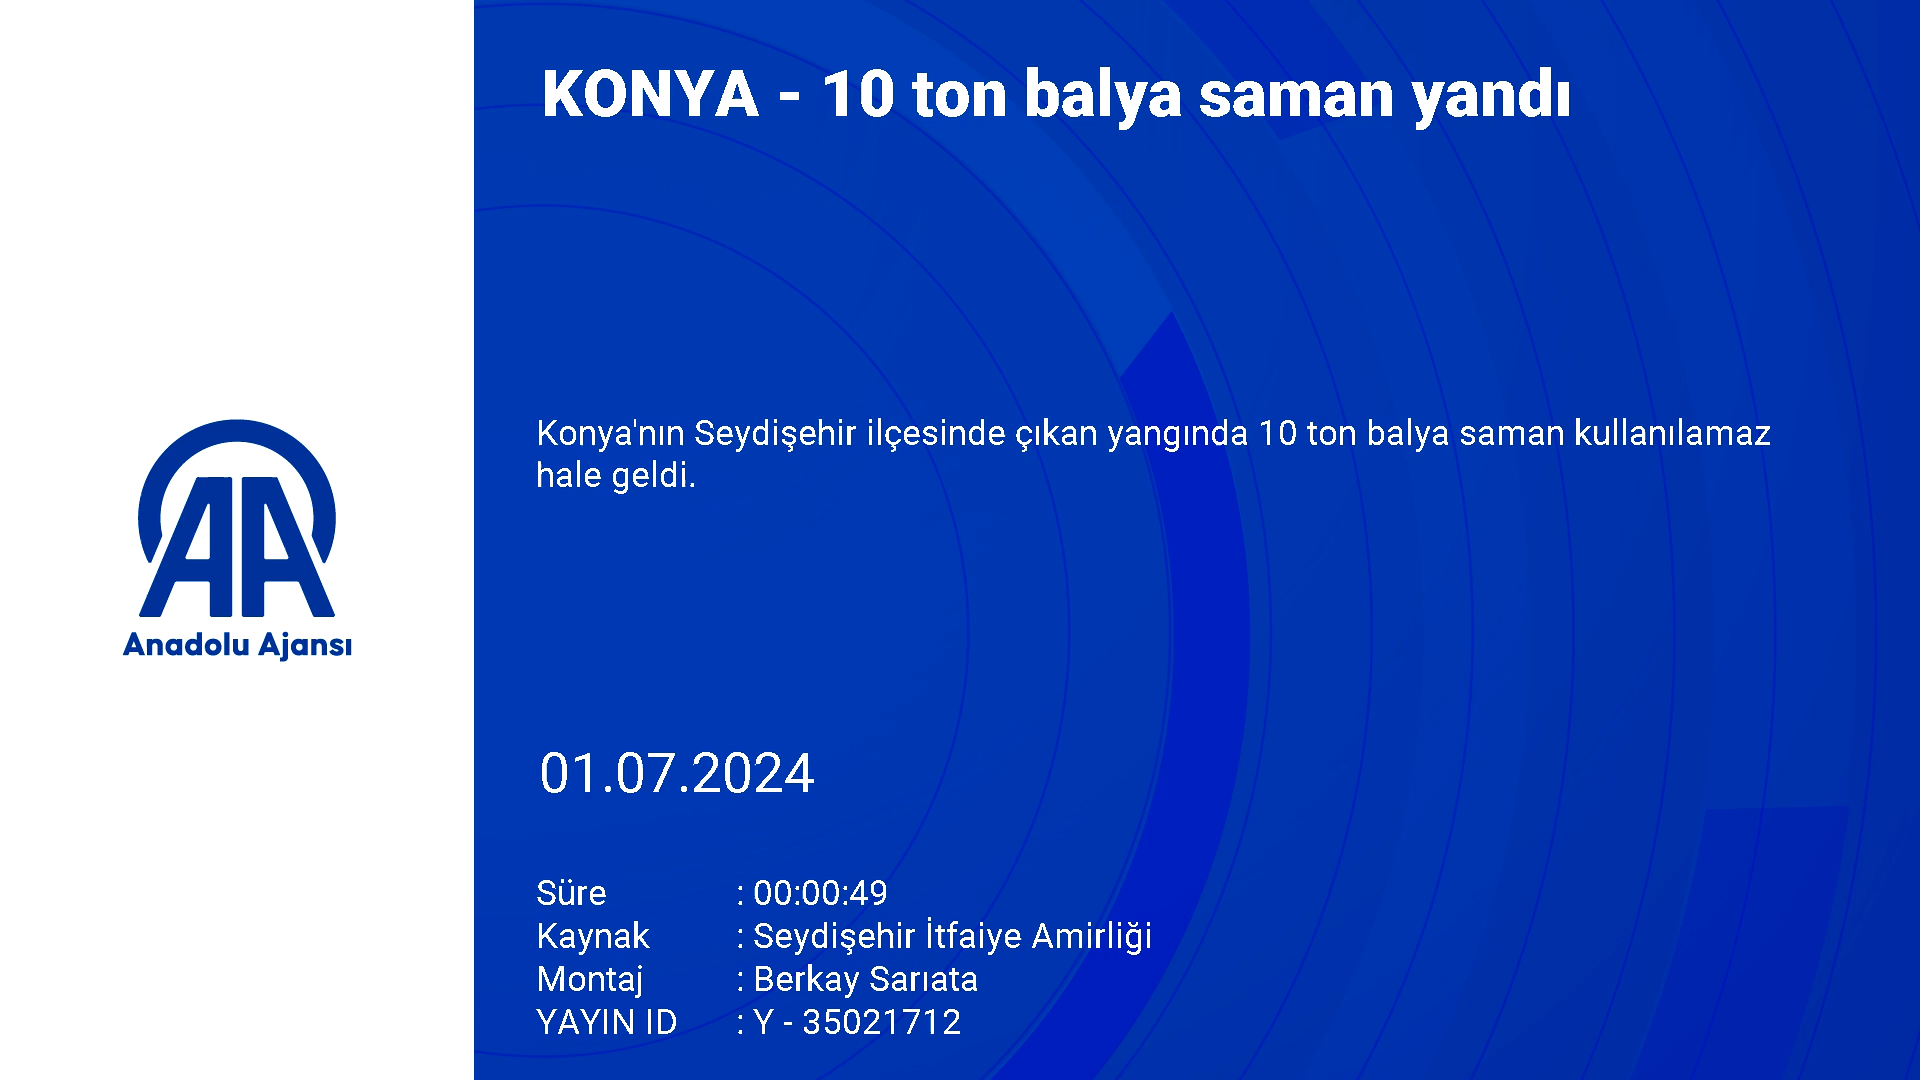 KONYA - 10 ton balya saman yandı
Konya'nın Seydişehir ilçesinde çıkan yangında 10 ton balya saman kullanılamaz
hale geldi.
AA
Anadolu Ajansı
01.07.2024
Süre : 00:00:49
Kaynak : Seydişehir İtfaiye Amirliği
Montaj : Berkay Sarıata
YAYIN ID : Y - 35021712